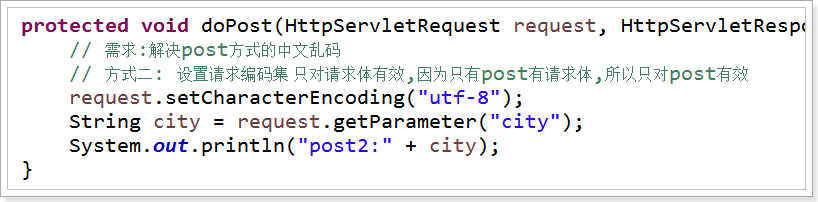 protected void doPost(HttpServletRequest request, HttpServletRespo
// 需求:解决post方式的中文乱码
// 方式二: 设置请求编码集 只对请求体有效,因为只有post有请求体,所以只对post有效
request.setCharacterEncoding("utf-8");
String city = request.getParameter("city");
System.out.println("post2:" + city);
}